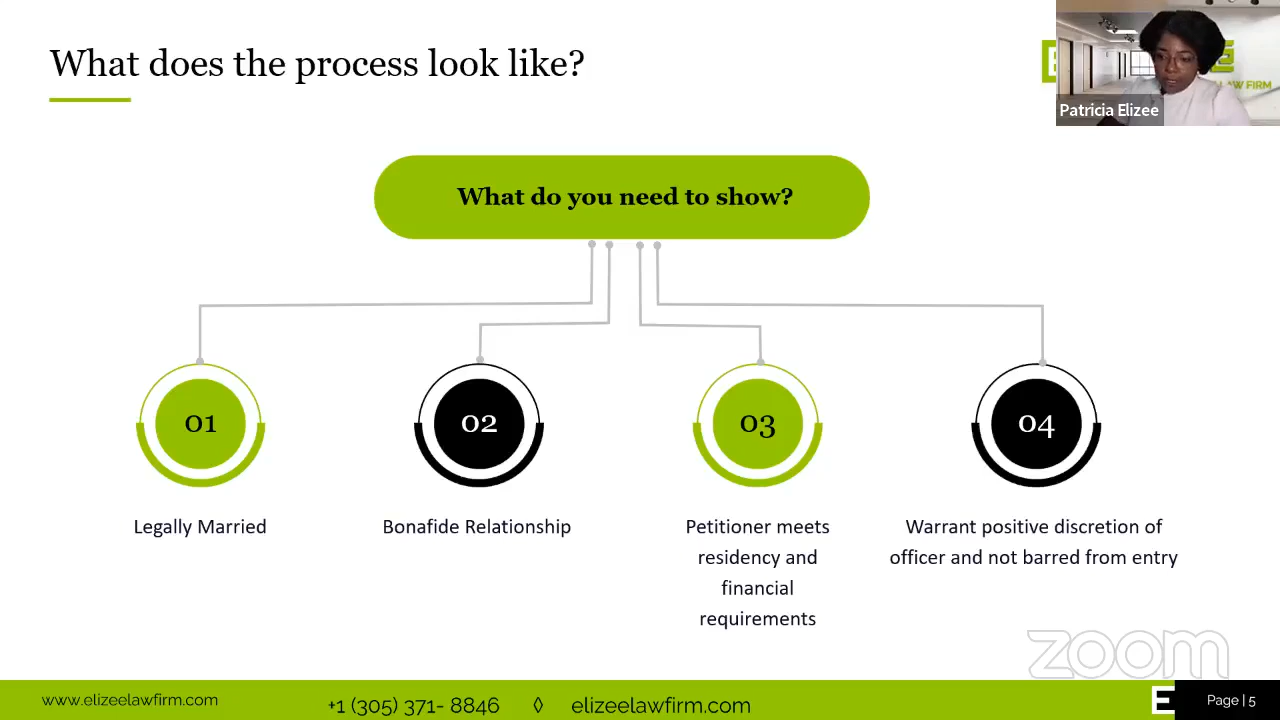 What does the process look like?
LAW FIRM
Patricia Elizee
What do you need to show?
01
02
03
04
Legally Married
Bonafide Relationship
Petitioner meets
residency and
financial
requirements
Warrant positive discretion of
officer and not barred from entry
zoom
www.elizeelawfirm.com
+1 (305) 371- 8846 ◊ elizeelawfirm.com
E
Page | 5